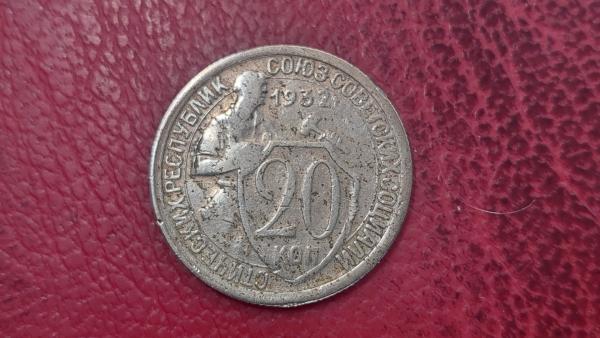 СОЮЗ СОВЕТСКИХ СОЦИАЛИСТИЧЕСКИХ РЕСПУБЛИК
1932
20
КОП